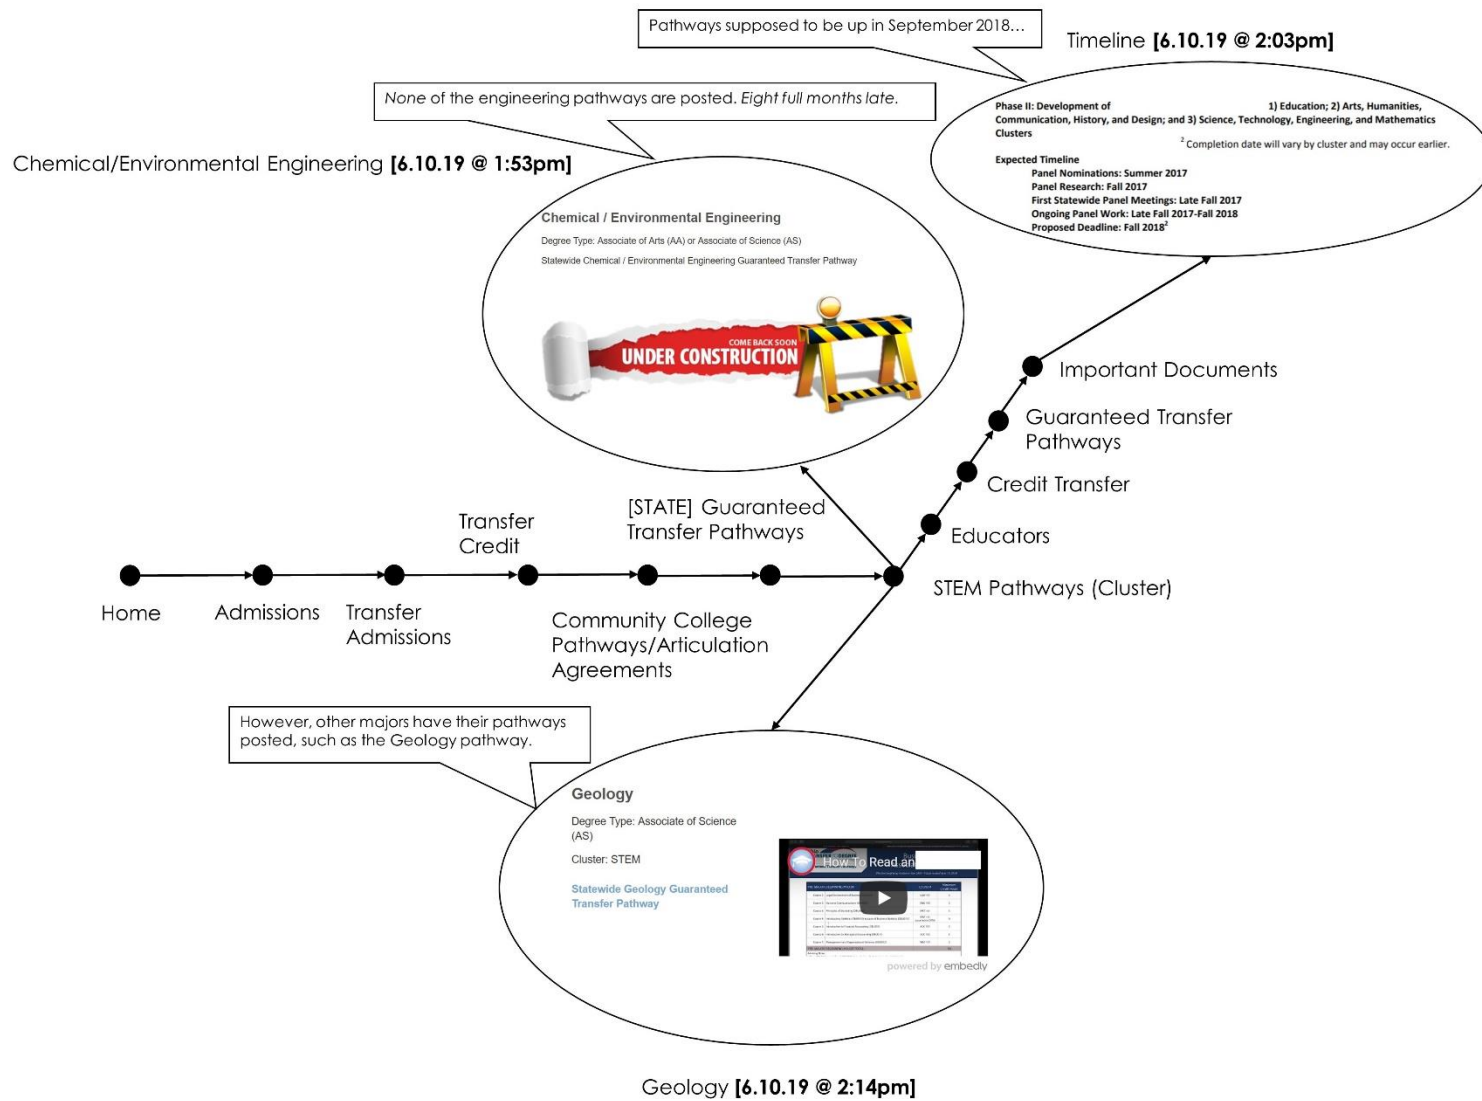 Pathways supposed to be up in September 2018…
Timeline [6.10.19 @ 2:03pm]
None of the engineering pathways are posted. Eight full months late.
Phase II: Development of 1) Education; 2) Arts, Humanities,
Communication, History, and Design; and 3) Science, Technology, Engineering, and Mathematics
Clusters
2 Completion date will vary by cluster and may occur earlier.
Expected Timeline
Panel Nominations: Summer 2017
Panel Research: Fall 2017
First Statewide Panel Meetings: Late Fall 2017
Ongoing Panel Work: Late Fall 2017-Fall 2018
Proposed Deadline: Fall 2018²
Chemical/Environmental Engineering [6.10.19 @ 1:53pm]
Chemical / Environmental Engineering
Degree Type: Associate of Arts (AA) or Associate of Science (AS)
Statewide Chemical / Environmental Engineering Guaranteed Transfer Pathway
COME BACK SOON
UNDER CONSTRUCTION
Important Documents
Guaranteed Transfer
Pathways
Credit Transfer
Educators
STEM Pathways (Cluster)
[STATE] Guaranteed
Transfer Pathways
Transfer
Credit
Home
Admissions
Transfer
Admissions
Community College
Pathways/Articulation
Agreements
However, other majors have their pathways
posted, such as the Geology pathway.
Geology
Degree Type: Associate of Science
(AS)
Cluster: STEM
Statewide Geology Guaranteed
Transfer Pathway
How To Read an
powered by embedly
Geology [6.10.19 @ 2:14pm]